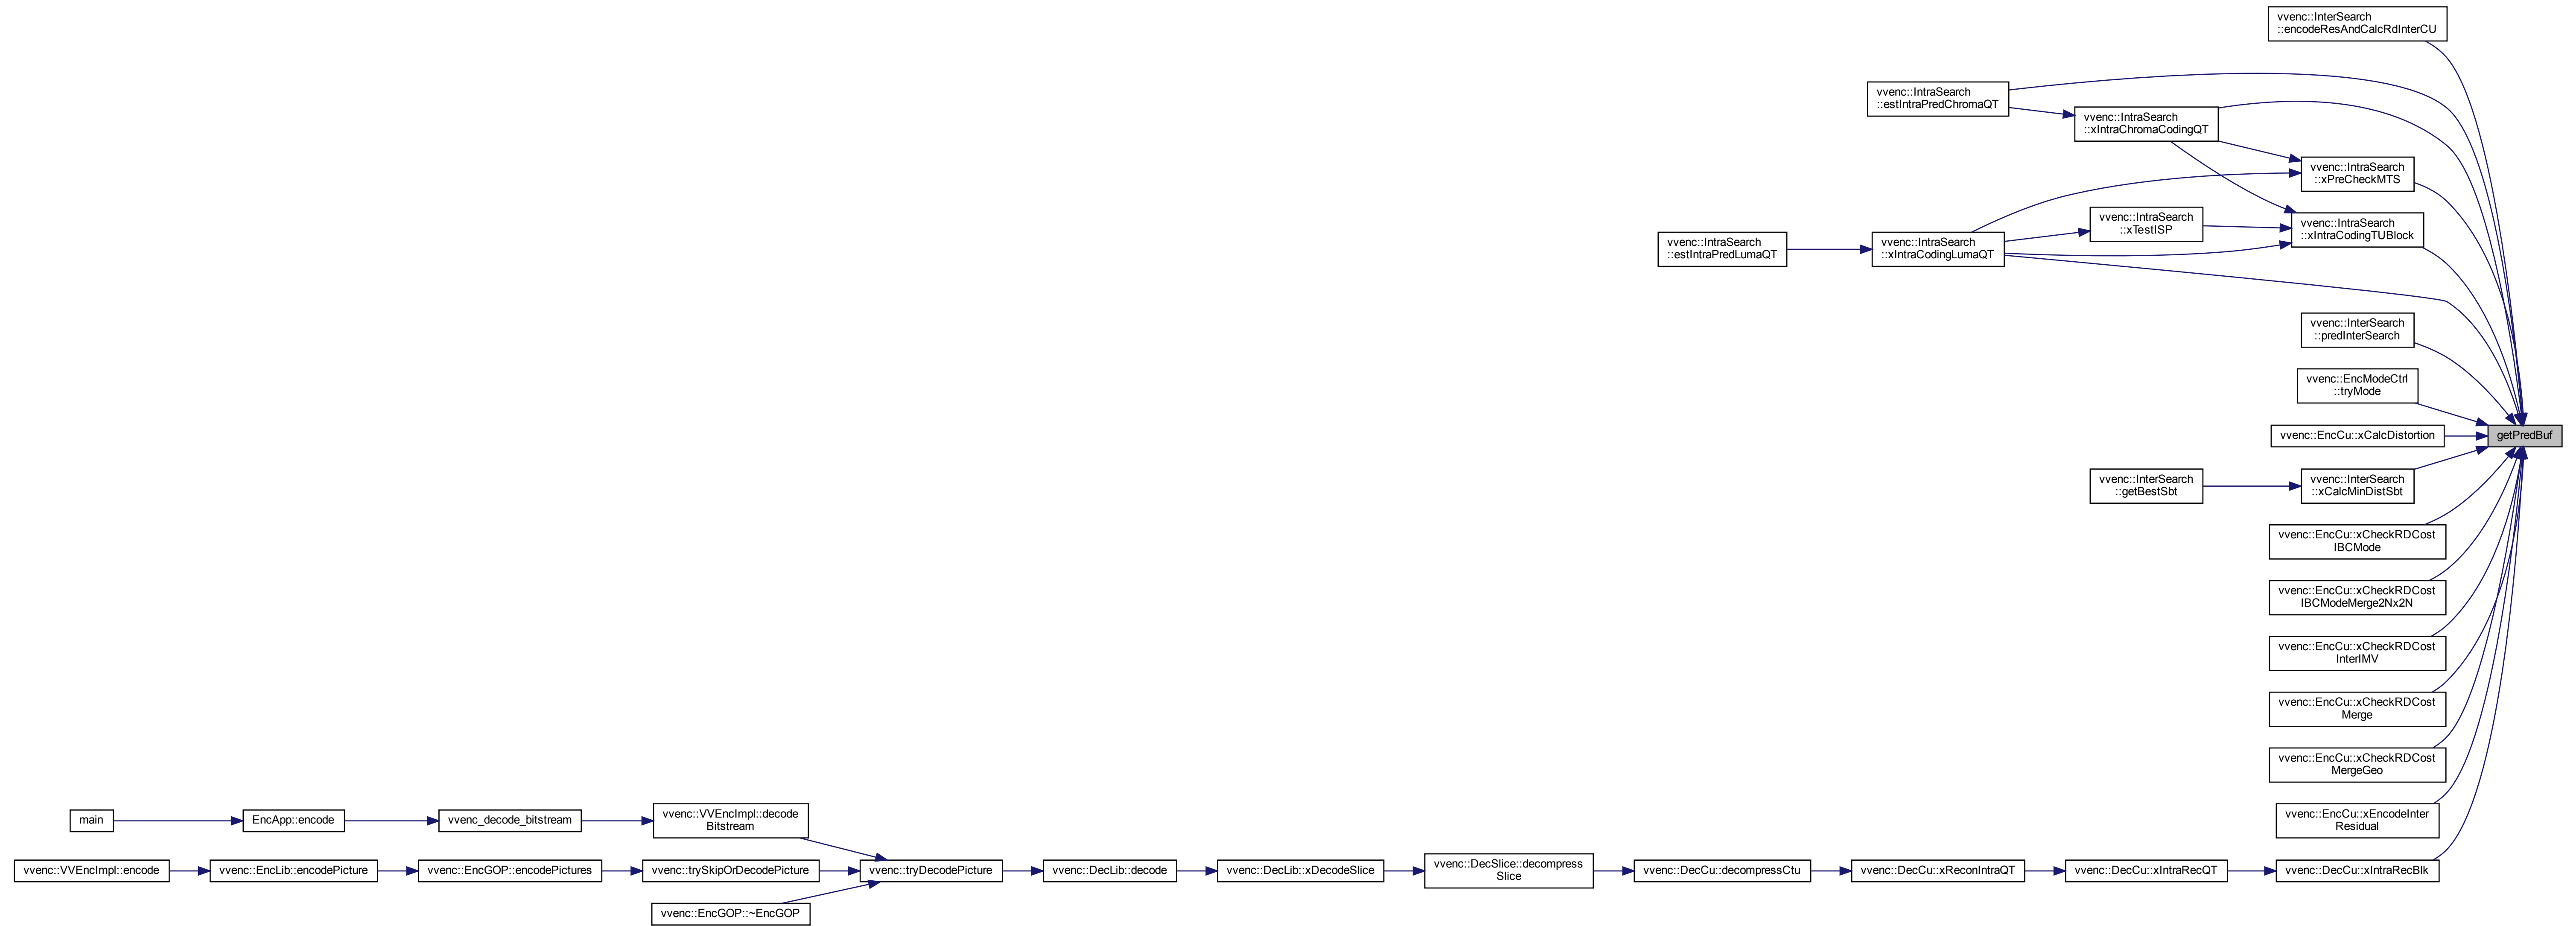 vvenc::InterSearch
::encodeResAndCalcRdInterCU
vvenc::IntraSearch
::estIntraPredChromaQT
vvenc::IntraSearch
::xIntraChromaCodingQT
vvenc::IntraSearch
::xPreCheckMTS
vvenc::IntraSearch
::xTestISP
vvenc::IntraSearch
::xIntraCodingTUBlock
vvenc::IntraSearch
::estIntraPredLumaQT
vvenc::IntraSearch
::xIntraCodingLumaQT
vvenc::InterSearch
::predInterSearch
vvenc::EncModeCtrl
::tryMode
vvenc::EncCu::xCalcDistortion
getPredBuf
vvenc::InterSearch
::getBestSbt
vvenc::InterSearch
::xCalcMinDistSbt
vvenc::EncCu::xCheckRDCost
IBCMode
vvenc::EncCu::xCheckRDCost
IBCModeMerge2Nx2N
vvenc::EncCu::xCheckRDCost
InterIMV
vvenc::EncCu::xCheckRDCost
Merge
vvenc::EncCu::xCheckRDCost
MergeGeo
vvenc::EncCu::xEncodeInter
Residual
main
EncApp::encode
vvenc_decode_bitstream
vvenc::VVEncImpl::decode
Bitstream
vvenc::VVEncImpl::encode
vvenc::EncLib::encodePicture
vvenc::EncGOP::encodePictures
vvenc::trySkipOrDecodePicture
vvenc::tryDecodePicture
vvenc::DecLib::decode
vvenc::DecLib::xDecodeSlice
vvenc::DecSlice::decompress
Slice
vvenc::DecCu::decompressCtu
vvenc::DecCu::xReconIntraQT
vvenc::DecCu::xIntraRecQT
vvenc::DecCu::xIntraRecBlk
vvenc::EncGOP::~EncGOP